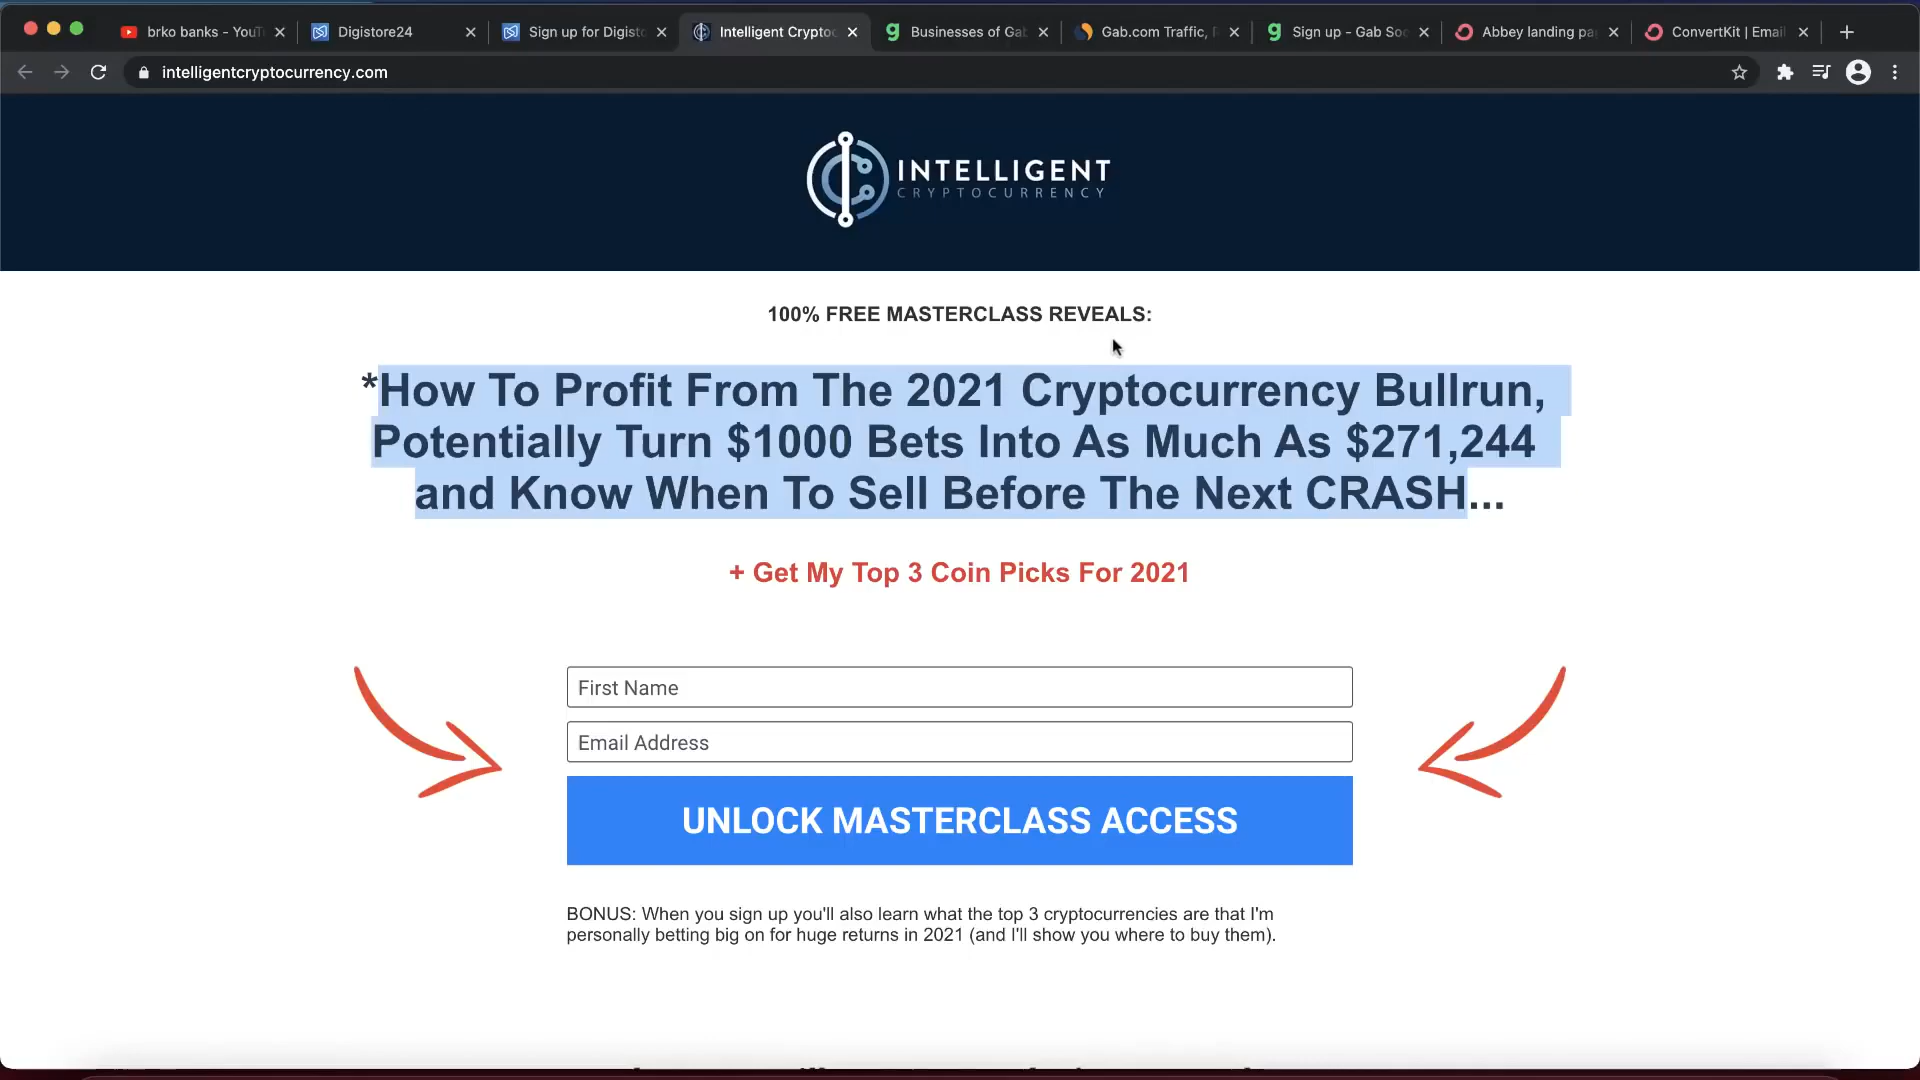 brko banks - YouT
Digistore24
Sign up for Digisto
Intelligent Cryptoc
Businesses of Gab
Gab.com Traffic, R
Sign up - Gab Soc
Abbey landing pa
ConvertKit | Email
intelligentcryptocurrency.com
INTELLIGENT
CRYPTOCURRENCY
100% FREE MASTERCLASS REVEALS:
*How To Profit From The 2021 Cryptocurrency Bullrun,
Potentially Turn $1000 Bets Into As Much As $271,244
and Know When To Sell Before The Next CRASH...
+ Get My Top 3 Coin Picks For 2021
First Name
Email Address
UNLOCK MASTERCLASS ACCESS
BONUS: When you sign up you'll also learn what the top 3 cryptocurrencies are that I'm
personally betting big on for huge returns in 2021 (and I'll show you where to buy them).